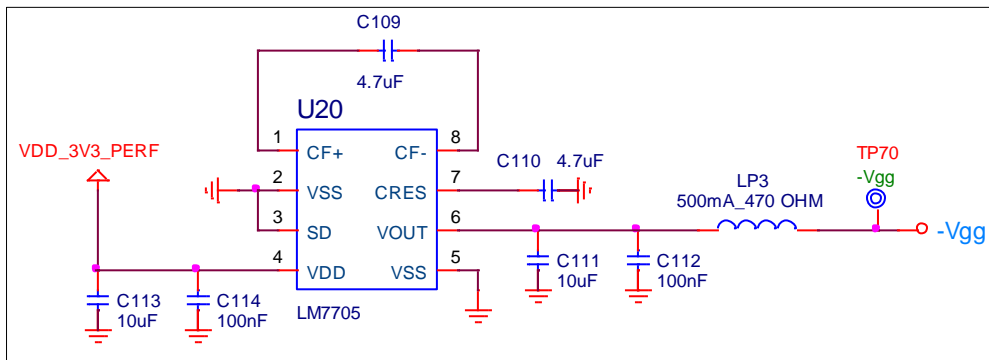 C109
4.7uF
U20
1
CF+
CF-
8
VDD_3V3_PERF
2
VSS
CRES
7
C110
4.7uF
3
SD
VOUT
6
4
VDD
VSS
5
LM7705
LP3
500mA_470 OHM
TP70
-Vgg
-Vgg
C111
10uF
C112
100nF
C113
10uF
C114
100nF